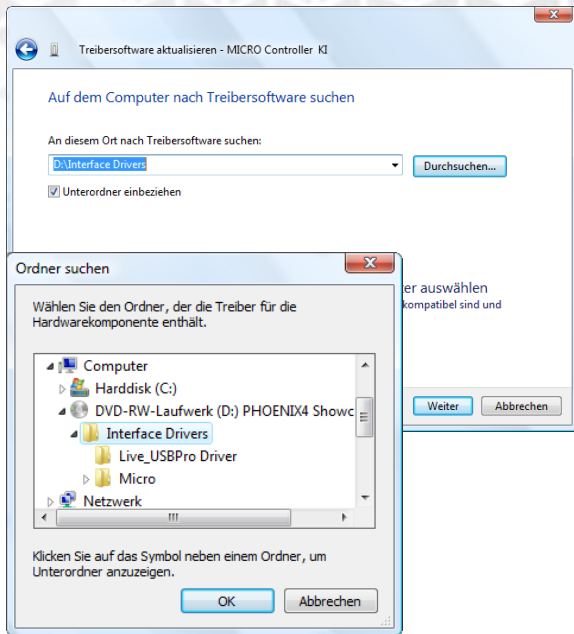 Treibersoftware aktualisieren - MICRO Controller KI
Auf dem Computer nach Treibersoftware suchen
An diesem Ort nach Treibersoftware suchen:
D:\Interface Drivers
Durchsuchen...
Unterordner einbeziehen
er auswählen
kompatibel sind und
Weiter
Abbrechen
Ordner suchen
Wählen Sie den Ordner, der die Treiber für die
Hardwarekomponente enthält.
Computer
Harddisk (C:)
DVD-RW-Laufwerk (D:) PHOENIX4 Showc
Interface Drivers
Live_USBPro Driver
Micro
Netzwerk
Klicken Sie auf das Symbol neben einem Ordner, um
Unterordner anzuzeigen.
OK
Abbrechen